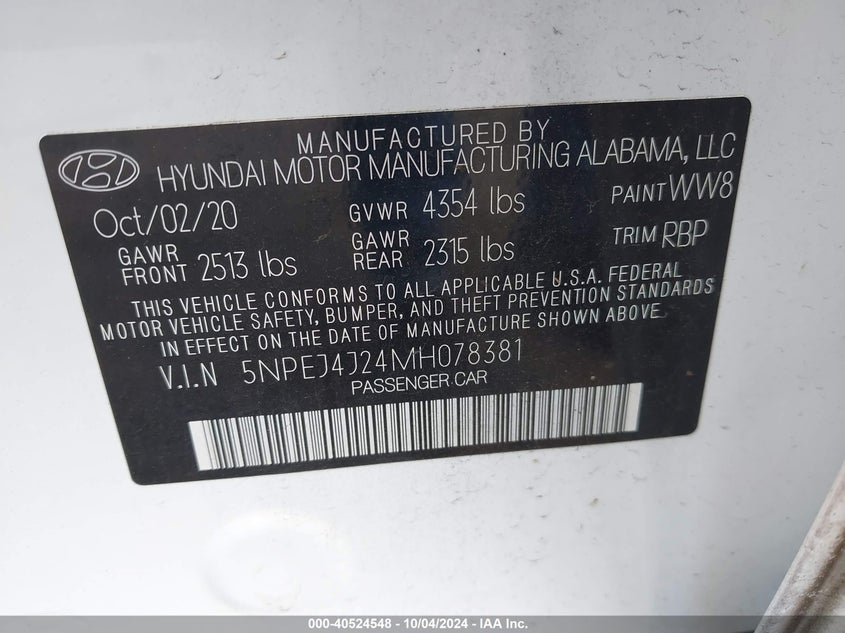 MANUFACTURED BY
HYUNDAI MOTOR MANUFACTURING ALABAMA, LLC
Oct/02/20 GVWR 4354 lbs PAINT WW8
GAWR FRONT 2513 lbs GAWR REAR 2315 lbs TRIM RBP
THIS VEHICLE CONFORMS TO ALL APPLICABLE U.S.A. FEDERAL
MOTOR VEHICLE SAFETY, BUMPER, AND THEFT PREVENTION STANDARDS
IN EFFECT ON THE DATE OF MANUFACTURE SHOWN ABOVE.
V.I.N 5NPEJ4J24MH078381
PASSENGER CAR
000-40524548 - 10/04/2024 - IAA Inc.